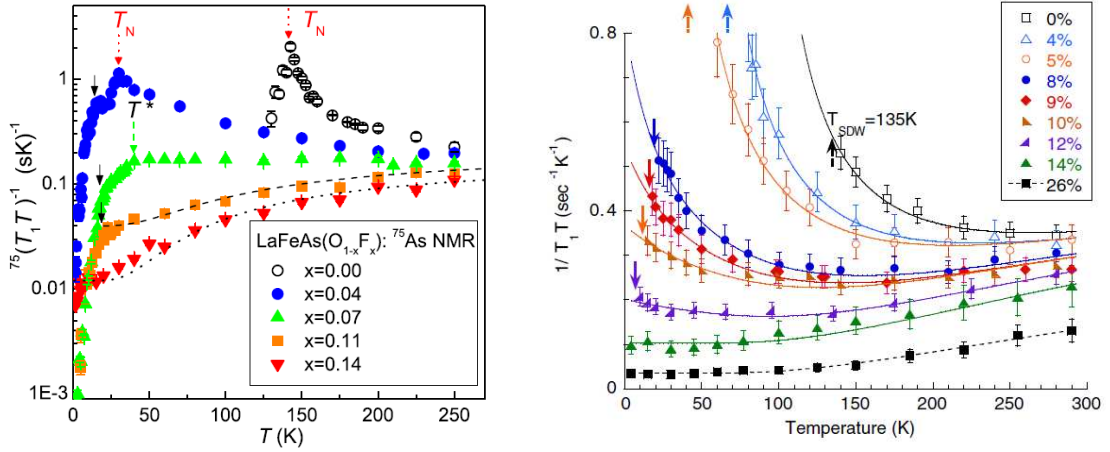 T_N
T_N
T*
^75(T_1T)^-1 (sK)^-1
1
0.1
0.01
1E-3
0
50
100
150
200
250
T (K)
LaFeAs(O_1-xF_x): ^75As NMR
x=0.00
x=0.04
x=0.07
x=0.11
x=0.14
0.8
0.4
0
1/ T_1T (sec^-1K^-1)
T_SDW=135K
0%
4%
5%
8%
9%
10%
12%
14%
26%
0
50
100
150
200
250
300
Temperature (K)